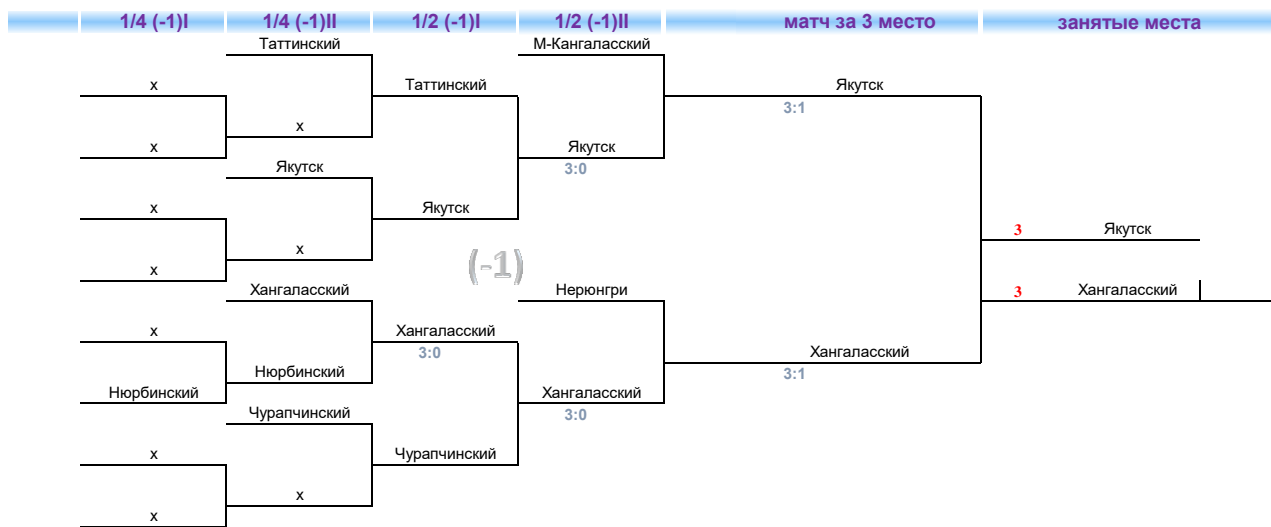 1/4 (-1)I 1/4 (-1)II 1/2 (-1)I 1/2 (-1)II матч за 3 место занятые места
Таттинский М-Кангаласский
х Таттинский Якутск
3:1
х
х Якутск
3:0
Якутск
х Якутск
Якутск 3
х
(-1)
х
Хангаласский Нерюнгри 3 Хангаласский
х Хангаласский
3:0
Хангаласский
3:1
Нюрбинский
Нюрбинский Хангаласский
3:0
Чурапчинский
х Чурапчинский
х
х